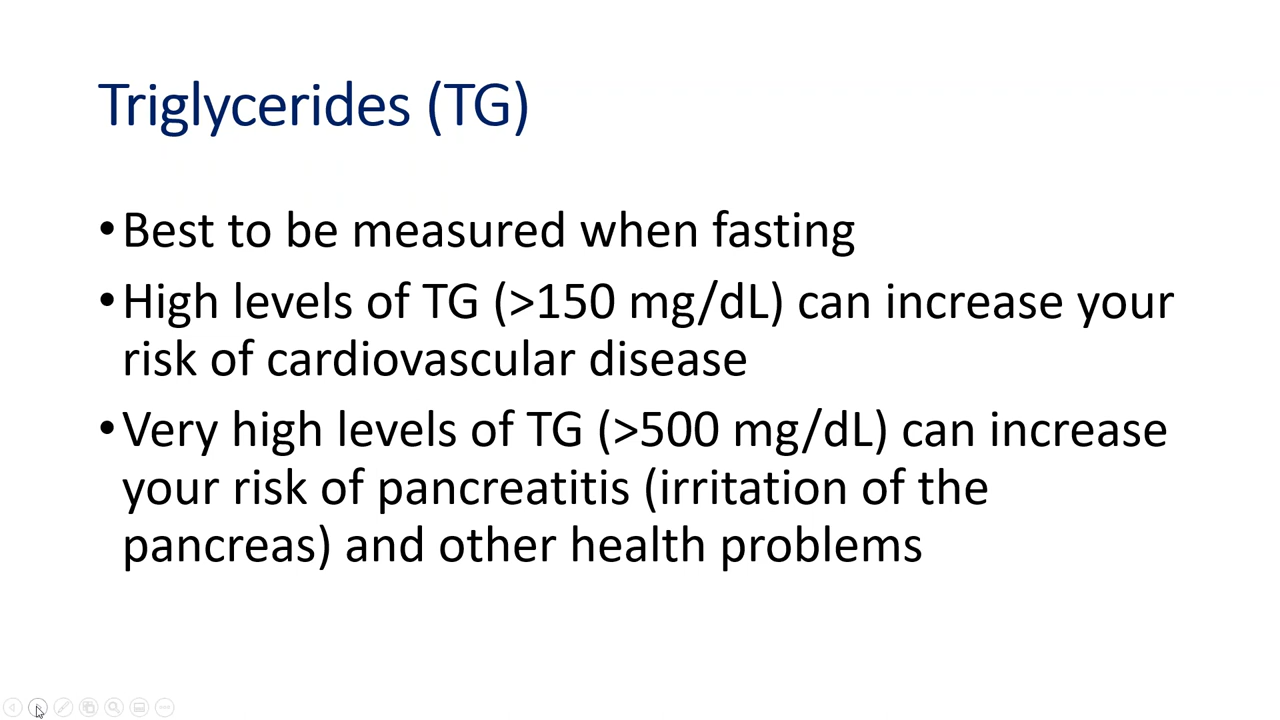 Triglycerides (TG)
•Best to be measured when fasting
•High levels of TG (>150 mg/dL) can increase your
risk of cardiovascular disease
•Very high levels of TG (>500 mg/dL) can increase
your risk of pancreatitis (irritation of the
pancreas) and other health problems